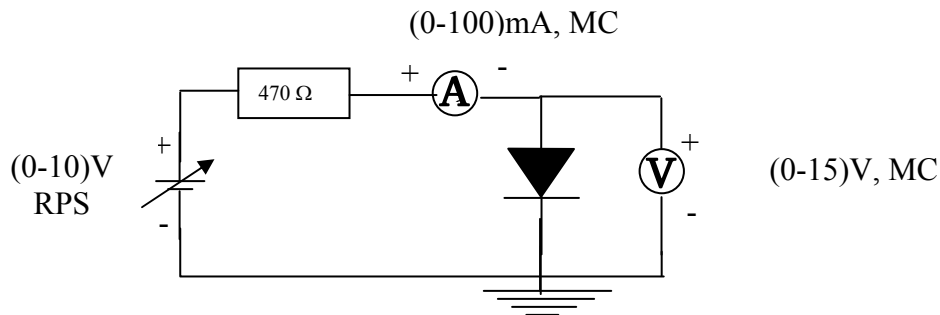 (0-100)mA, MC
+ -
470 Ω
A
(0-10)V
RPS
+
-
V
+
-
(0-15)V, MC